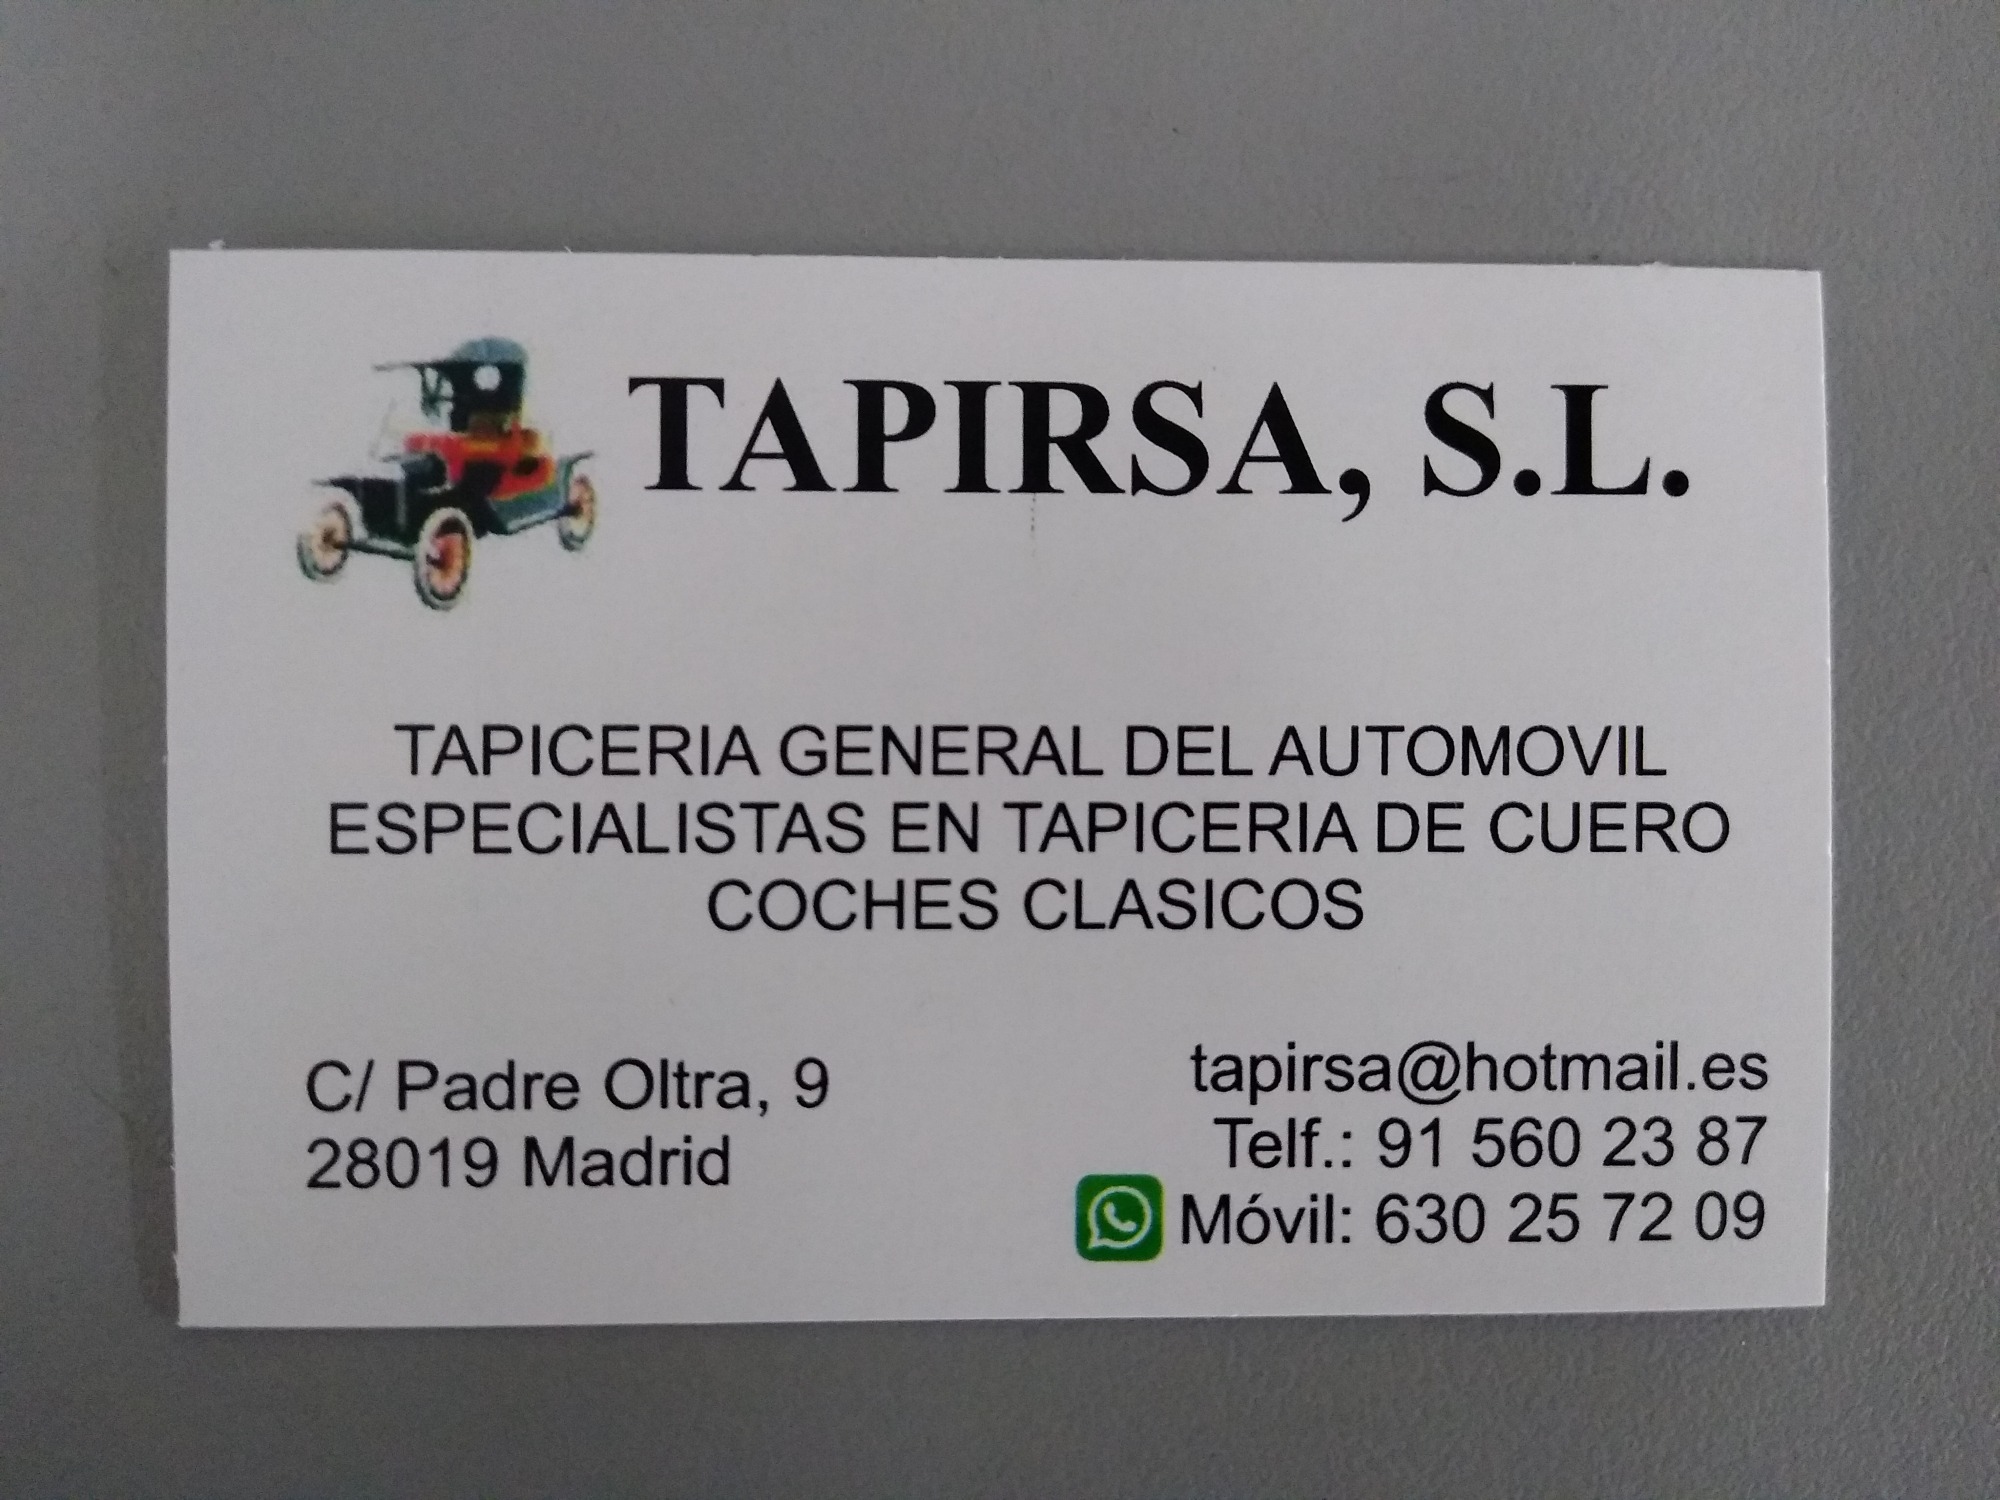 TAPIRSA, S.L.
TAPICERIA GENERAL DEL AUTOMOVIL
ESPECIALISTAS EN TAPICERIA DE CUERO
COCHES CLASICOS
C/ Padre Oltra, 9
28019 Madrid
tapirsa@hotmail.es
Telf.: 91 560 23 87
Móvil: 630 25 72 09